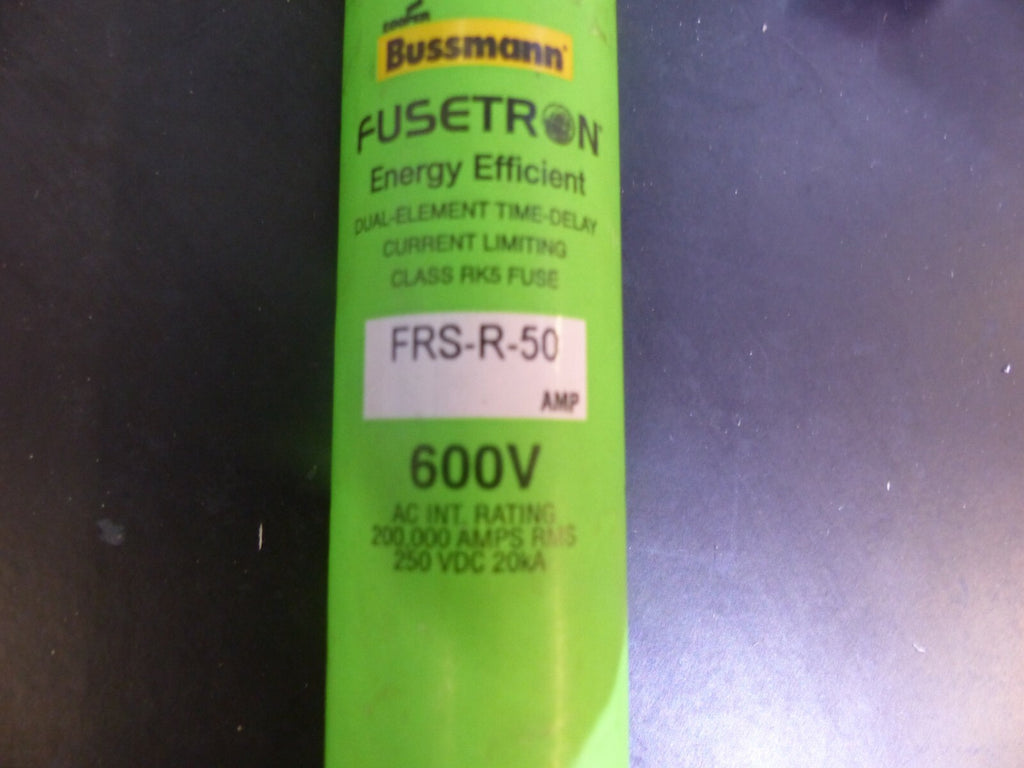 COOPER
Bussmann
FUSETRON
Energy Efficient
DUAL-ELEMENT TIME-DELAY
CURRENT LIMITING
CLASS RK5 FUSE
FRS-R-50
AMP
600V
AC INT. RATING
200,000 AMPS RMS
250 VDC 20kA